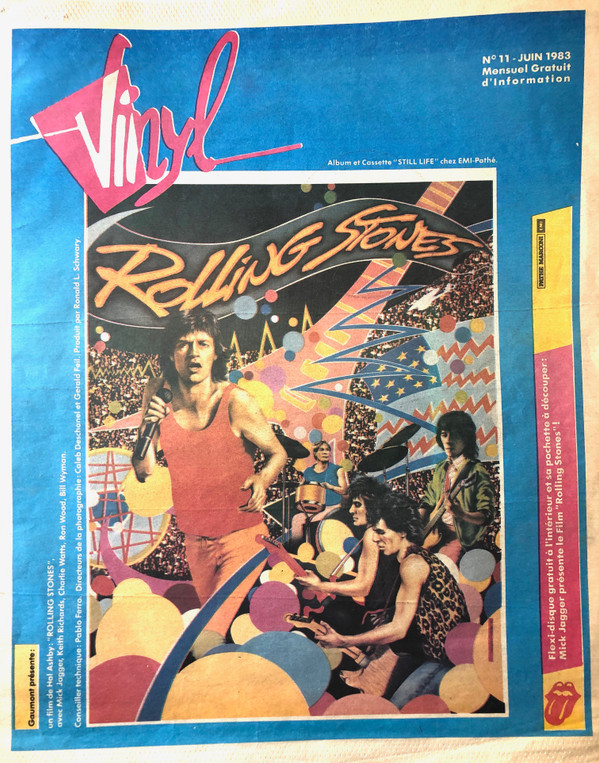 Vinyl
N° 11 - JUIN 1983
Mensuel Gratuit
d'Information
Album et Cassette "STILL LIFE" chez EMI-Pathé.
ROLLING STONES
Gaumont présente :
un film de Hal Ashby : "ROLLING STONES",
avec Mick Jagger, Keith Richards, Charlie Watts, Ron Wood, Bill Wyman.
Conseiller technique : Pablo Ferro. Directeurs de la photographie : Caleb Deschanel et Gerald Feil. Produit par Ronald L. Schwary
PATHE MARCONI EMI
Flexi-disque gratuit à l'intérieur et sa pochette à découper :
Mick Jagger présente le Film "Rolling Stones" !